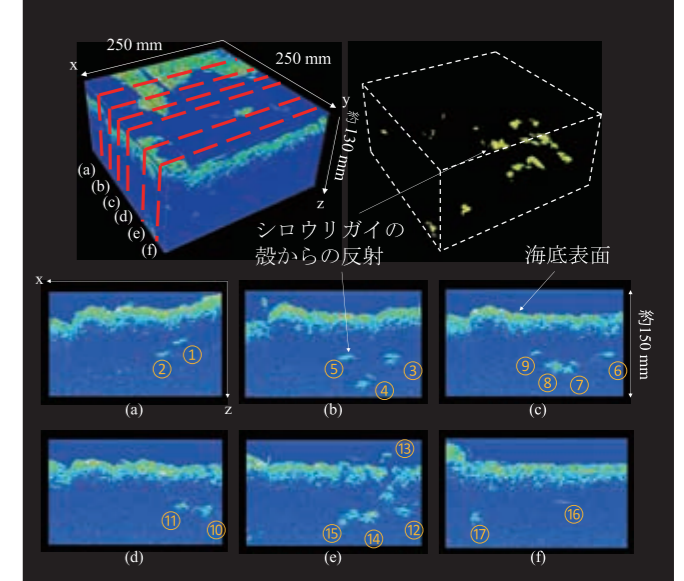 250 mm
250 mm
x
y
約130 mm
z
(a)
(b)
(c)
(d)
(e)
(f)
シロウリガイの
殻からの反射
海底表面
x
z
約150 mm
①
②
(a)
⑤
④
③
(b)
⑨
⑧
⑦
⑥
(c)
⑪
⑩
(d)
⑬
⑮
⑭
⑫
(e)
⑰
⑯
(f)